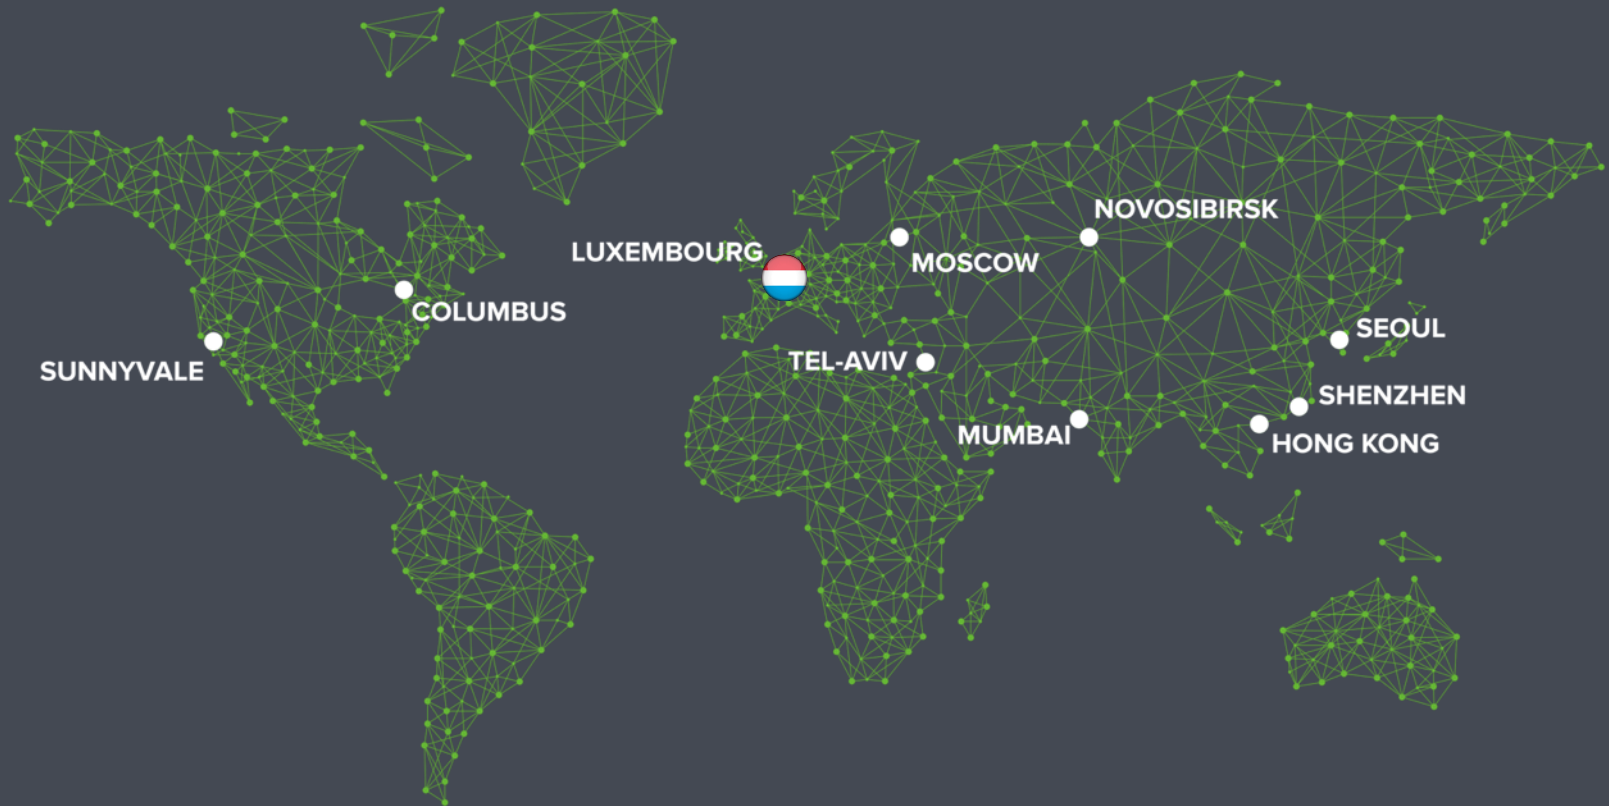 NOVOSIBIRSK
LUXEMBOURG
MOSCOW
COLUMBUS
SEOUL
TEL-AVIV
SUNNYVALE
SHENZHEN
MUMBAI
HONG KONG